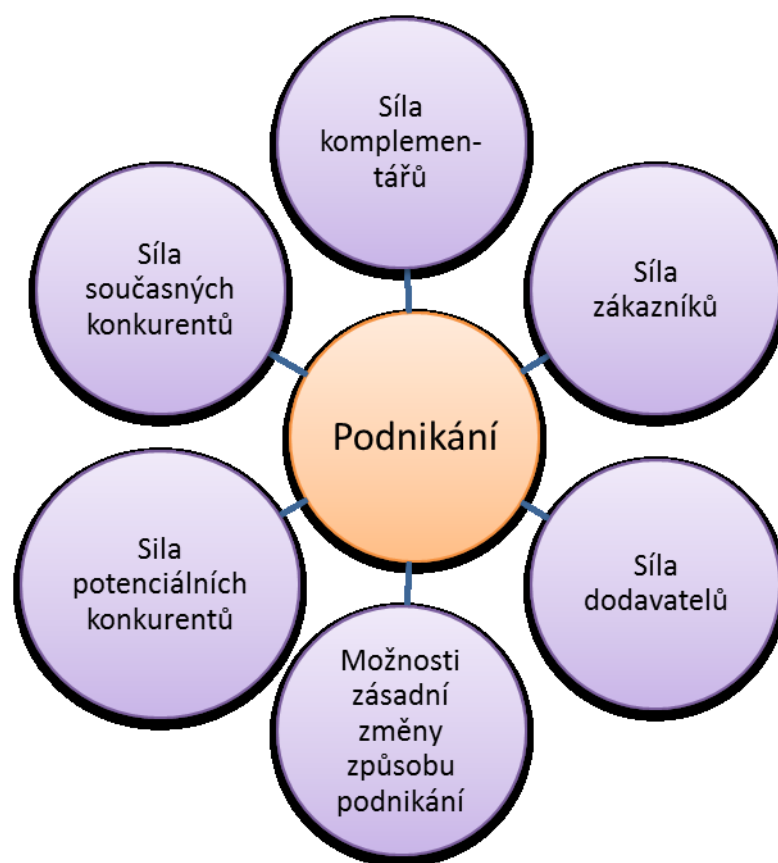 Síla
komplemen-
tářů
Síla
současných
konkurentů
Síla
zákazníků
Podnikání
Sila
potenciálních
konkurentů
Síla
dodavatelů
Možnosti
zásadní
změny
způsobu
podnikání